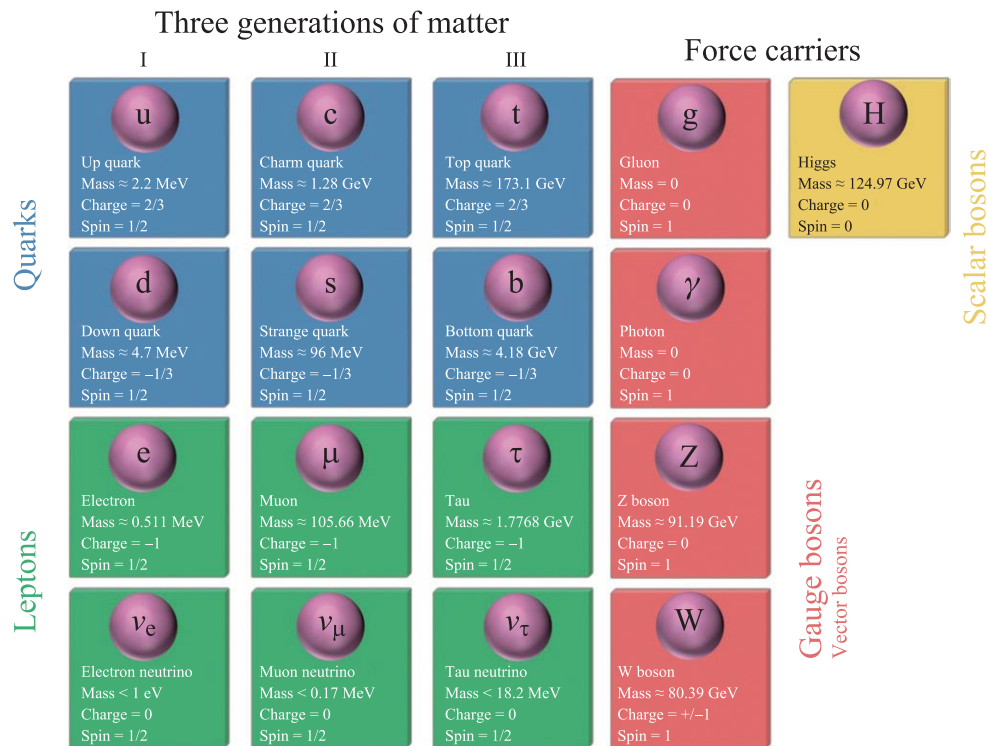 Three generations of matter
I
II
III
Force carriers
Quarks
Leptons
Scalar bosons
Gauge bosons
Vector bosons
u
Up quark
Mass ≈ 2.2 MeV
Charge = 2/3
Spin = 1/2
c
Charm quark
Mass ≈ 1.28 GeV
Charge = 2/3
Spin = 1/2
t
Top quark
Mass ≈ 173.1 GeV
Charge = 2/3
Spin = 1/2
g
Gluon
Mass = 0
Charge = 0
Spin = 1
H
Higgs
Mass ≈ 124.97 GeV
Charge = 0
Spin = 0
d
Down quark
Mass ≈ 4.7 MeV
Charge = –1/3
Spin = 1/2
s
Strange quark
Mass ≈ 96 MeV
Charge = –1/3
Spin = 1/2
b
Bottom quark
Mass ≈ 4.18 GeV
Charge = –1/3
Spin = 1/2
γ
Photon
Mass = 0
Charge = 0
Spin = 1
e
Electron
Mass ≈ 0.511 MeV
Charge = –1
Spin = 1/2
μ
Muon
Mass ≈ 105.66 MeV
Charge = –1
Spin = 1/2
τ
Tau
Mass ≈ 1.7768 GeV
Charge = –1
Spin = 1/2
Z
Z boson
Mass ≈ 91.19 GeV
Charge = 0
Spin = 1
νe
Electron neutrino
Mass < 1 eV
Charge = 0
Spin = 1/2
νμ
Muon neutrino
Mass < 0.17 MeV
Charge = 0
Spin = 1/2
ντ
Tau neutrino
Mass < 18.2 MeV
Charge = 0
Spin = 1/2
W
W boson
Mass ≈ 80.39 GeV
Charge = +/–1
Spin = 1